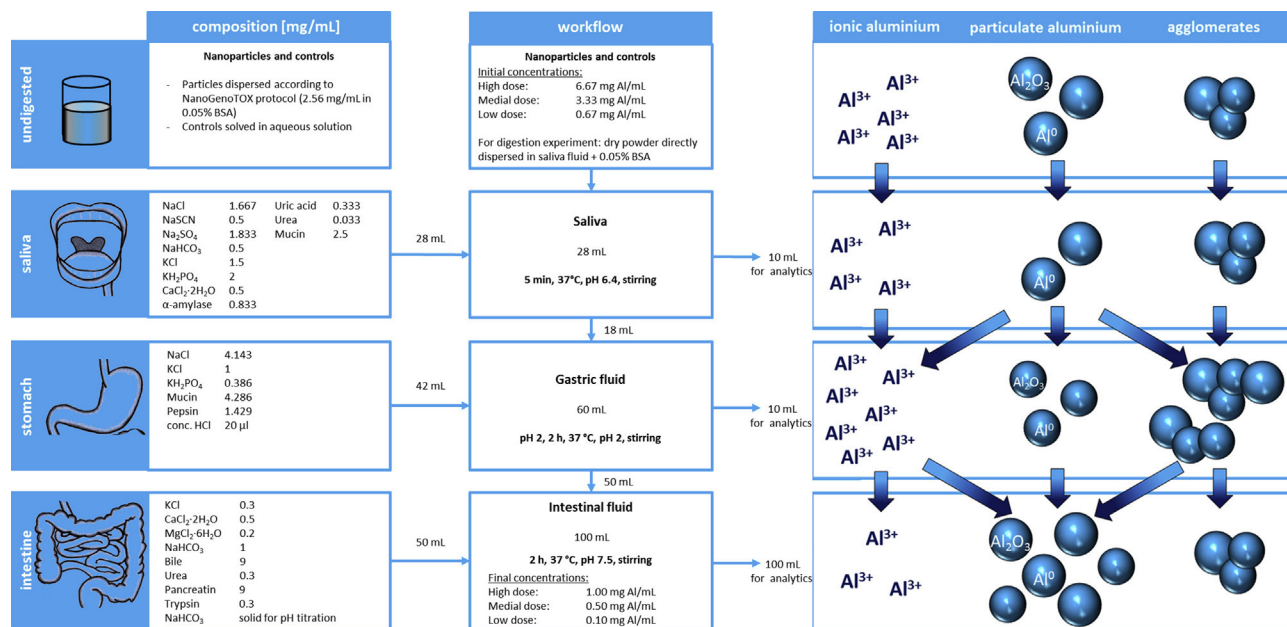 composition [mg/mL]
workflow
ionic aluminium
particulate aluminium
agglomerates
undigested
Nanoparticles and controls
- Particles dispersed according to
NanoGenoTOX protocol (2.56 mg/mL in
0.05% BSA)
- Controls solved in aqueous solution
Nanoparticles and controls
Initial concentrations:
High dose: 6.67 mg Al/mL
Medial dose: 3.33 mg Al/mL
Low dose: 0.67 mg Al/mL
For digestion experiment: dry powder directly
dispersed in saliva fluid + 0.05% BSA
Al³⁺
Al³⁺
Al³⁺
Al³⁺
Al³⁺
Al₂O₃
Al⁰
saliva
NaCl 1.667 Uric acid 0.333
NaSCN 0.5 Urea 0.033
Na₂SO₄ 1.833 Mucin 2.5
NaHCO₃ 0.5
KCl 1.5
KH₂PO₄ 2
CaCl₂·2H₂O 0.5
α-amylase 0.833
28 mL
Saliva
28 mL
5 min, 37°C, pH 6.4, stirring
10 mL
for analytics
Al³⁺
Al³⁺
Al³⁺
Al³⁺
Al⁰
18 mL
stomach
NaCl 4.143
KCl 1
KH₂PO₄ 0.386
Mucin 4.286
Pepsin 1.429
conc. HCl 20 µl
42 mL
Gastric fluid
60 mL
pH 2, 2 h, 37 °C, pH 2, stirring
10 mL
for analytics
Al³⁺
Al³⁺
Al³⁺
Al³⁺
Al³⁺
Al³⁺
Al³⁺
Al₂O₃
Al⁰
50 mL
intestine
KCl 0.3
CaCl₂·2H₂O 0.5
MgCl₂·6H₂O 0.2
NaHCO₃ 1
Bile 9
Urea 0.3
Pancreatin 9
Trypsin 0.3
NaHCO₃ solid for pH titration
50 mL
Intestinal fluid
100 mL
2 h, 37 °C, pH 7.5, stirring
Final concentrations:
High dose: 1.00 mg Al/mL
Medial dose: 0.50 mg Al/mL
Low dose: 0.10 mg Al/mL
100 mL
for analytics
Al³⁺
Al³⁺
Al³⁺
Al₂O₃
Al⁰